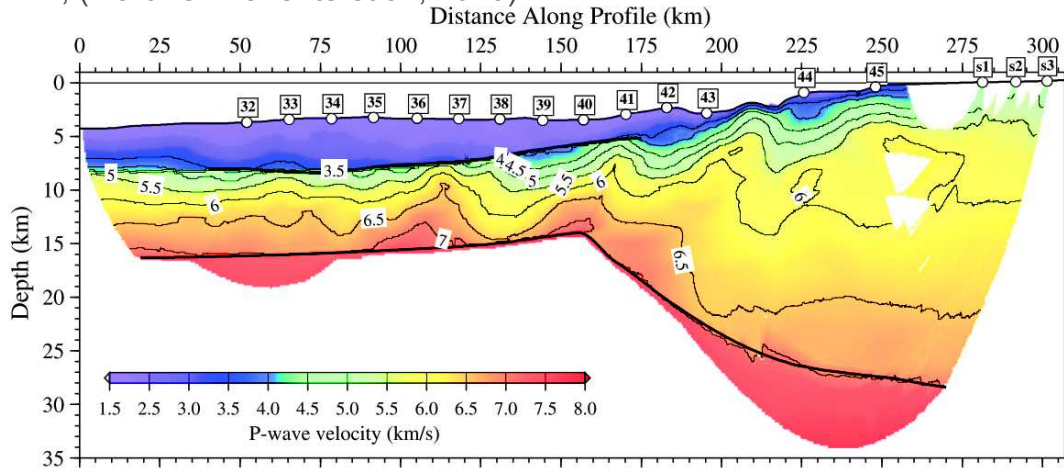 Distance Along Profile (km)
0 25 50 75 100 125 150 175 200 225 250 275 300
s1 s2 s3
44 45
42 43
32 33 34 35 36 37 38 39 40 41
0
5
10
15
20
25
30
35
Depth (km)
3.5 4 4.5 5
5 5.5 5.5 6
6 6
6.5
7
6.5
1.5 2.5 3.0 3.5 4.0 4.5 5.0 5.5 6.0 6.5 7.0 7.5 8.0
P-wave velocity (km/s)